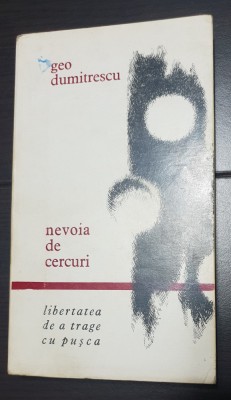 geo
dumitrescu
nevoia
de
cercuri
libertatea
de a trage
cu pușca